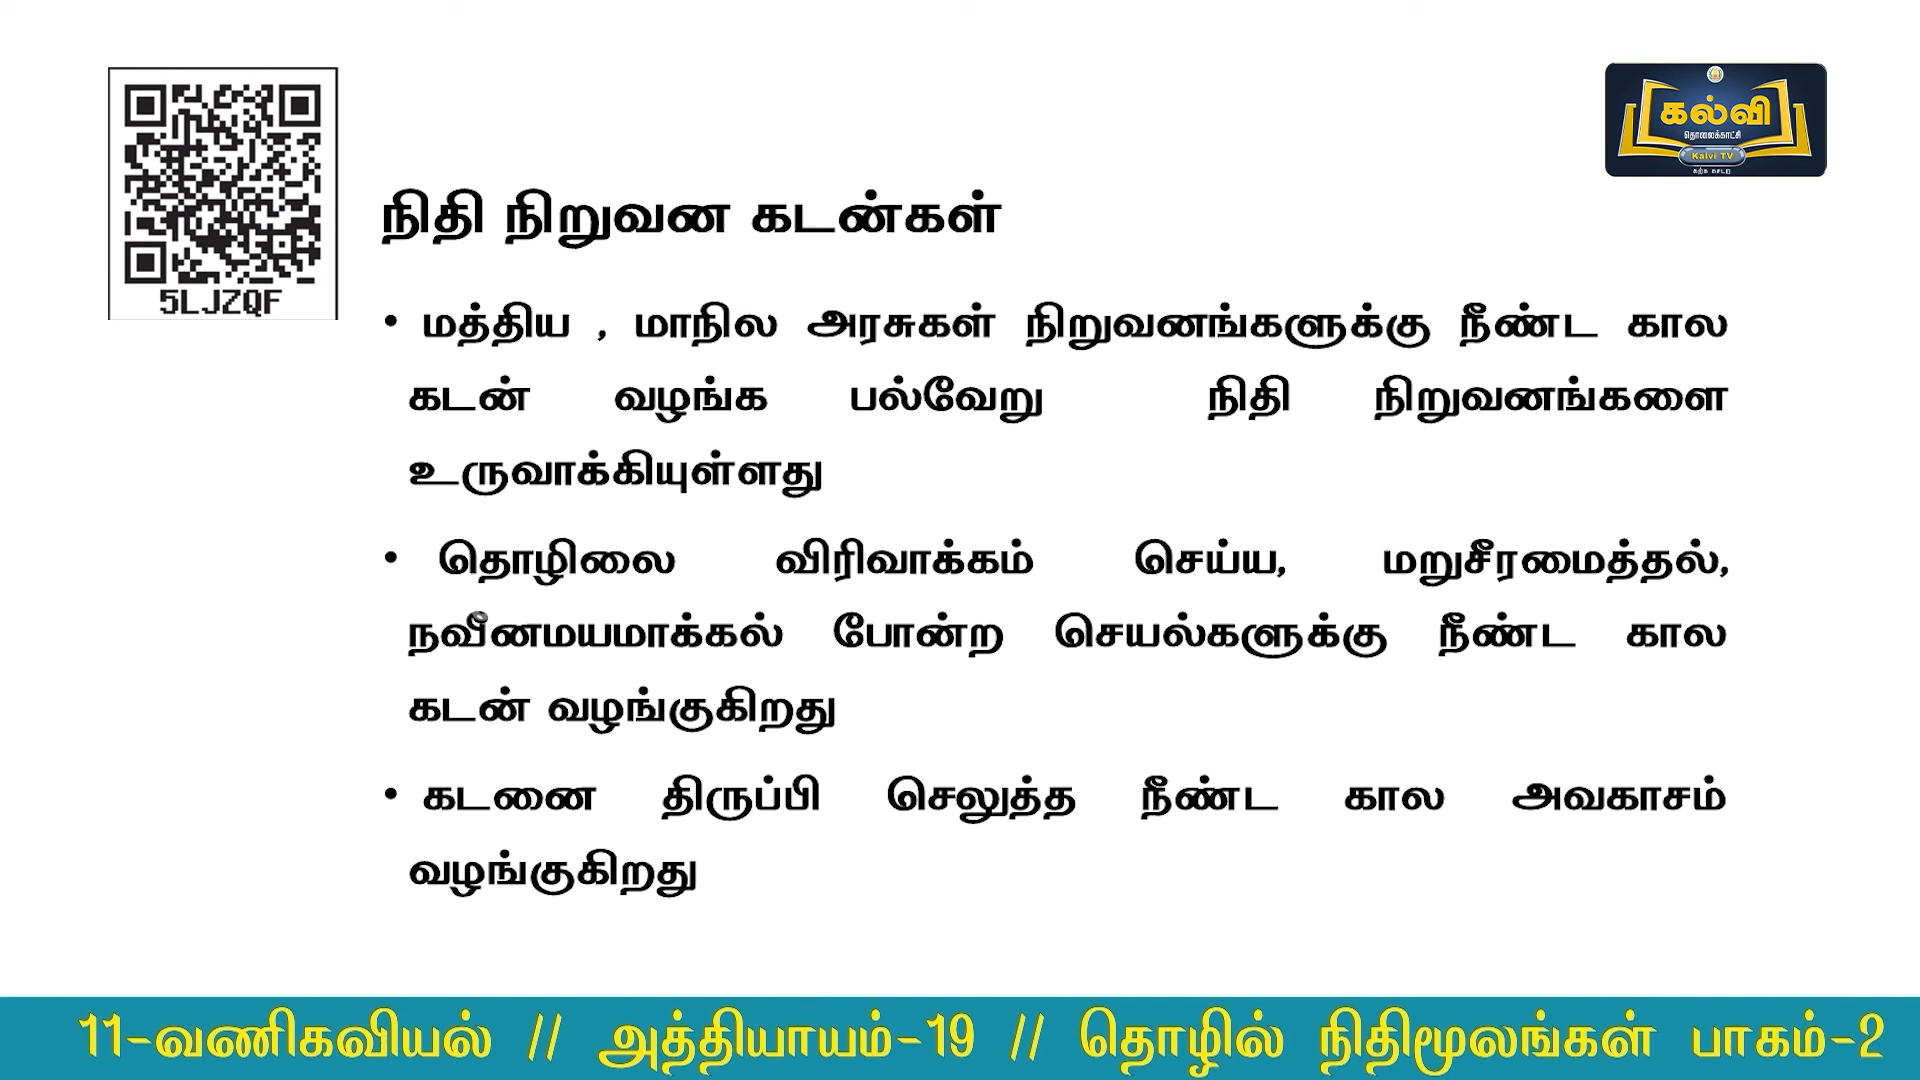 கல்வி
தொலைக்காட்சி
Kalvi TV
கற்க கசடற
5LJZQF
நிதி நிறுவன கடன்கள்
• மத்திய , மாநில அரசுகள் நிறுவனங்களுக்கு நீண்ட கால
கடன் வழங்க பல்வேறு நிதி நிறுவனங்களை
உருவாக்கியுள்ளது
• தொழிலை விரிவாக்கம் செய்ய, மறுசீரமைத்தல்,
நவீனமயமாக்கல் போன்ற செயல்களுக்கு நீண்ட கால
கடன் வழங்குகிறது
• கடனை திருப்பி செலுத்த நீண்ட கால அவகாசம்
வழங்குகிறது
11-வணிகவியல் // அத்தியாயம்-19 // தொழில் நிதிமூலங்கள் பாகம்-2